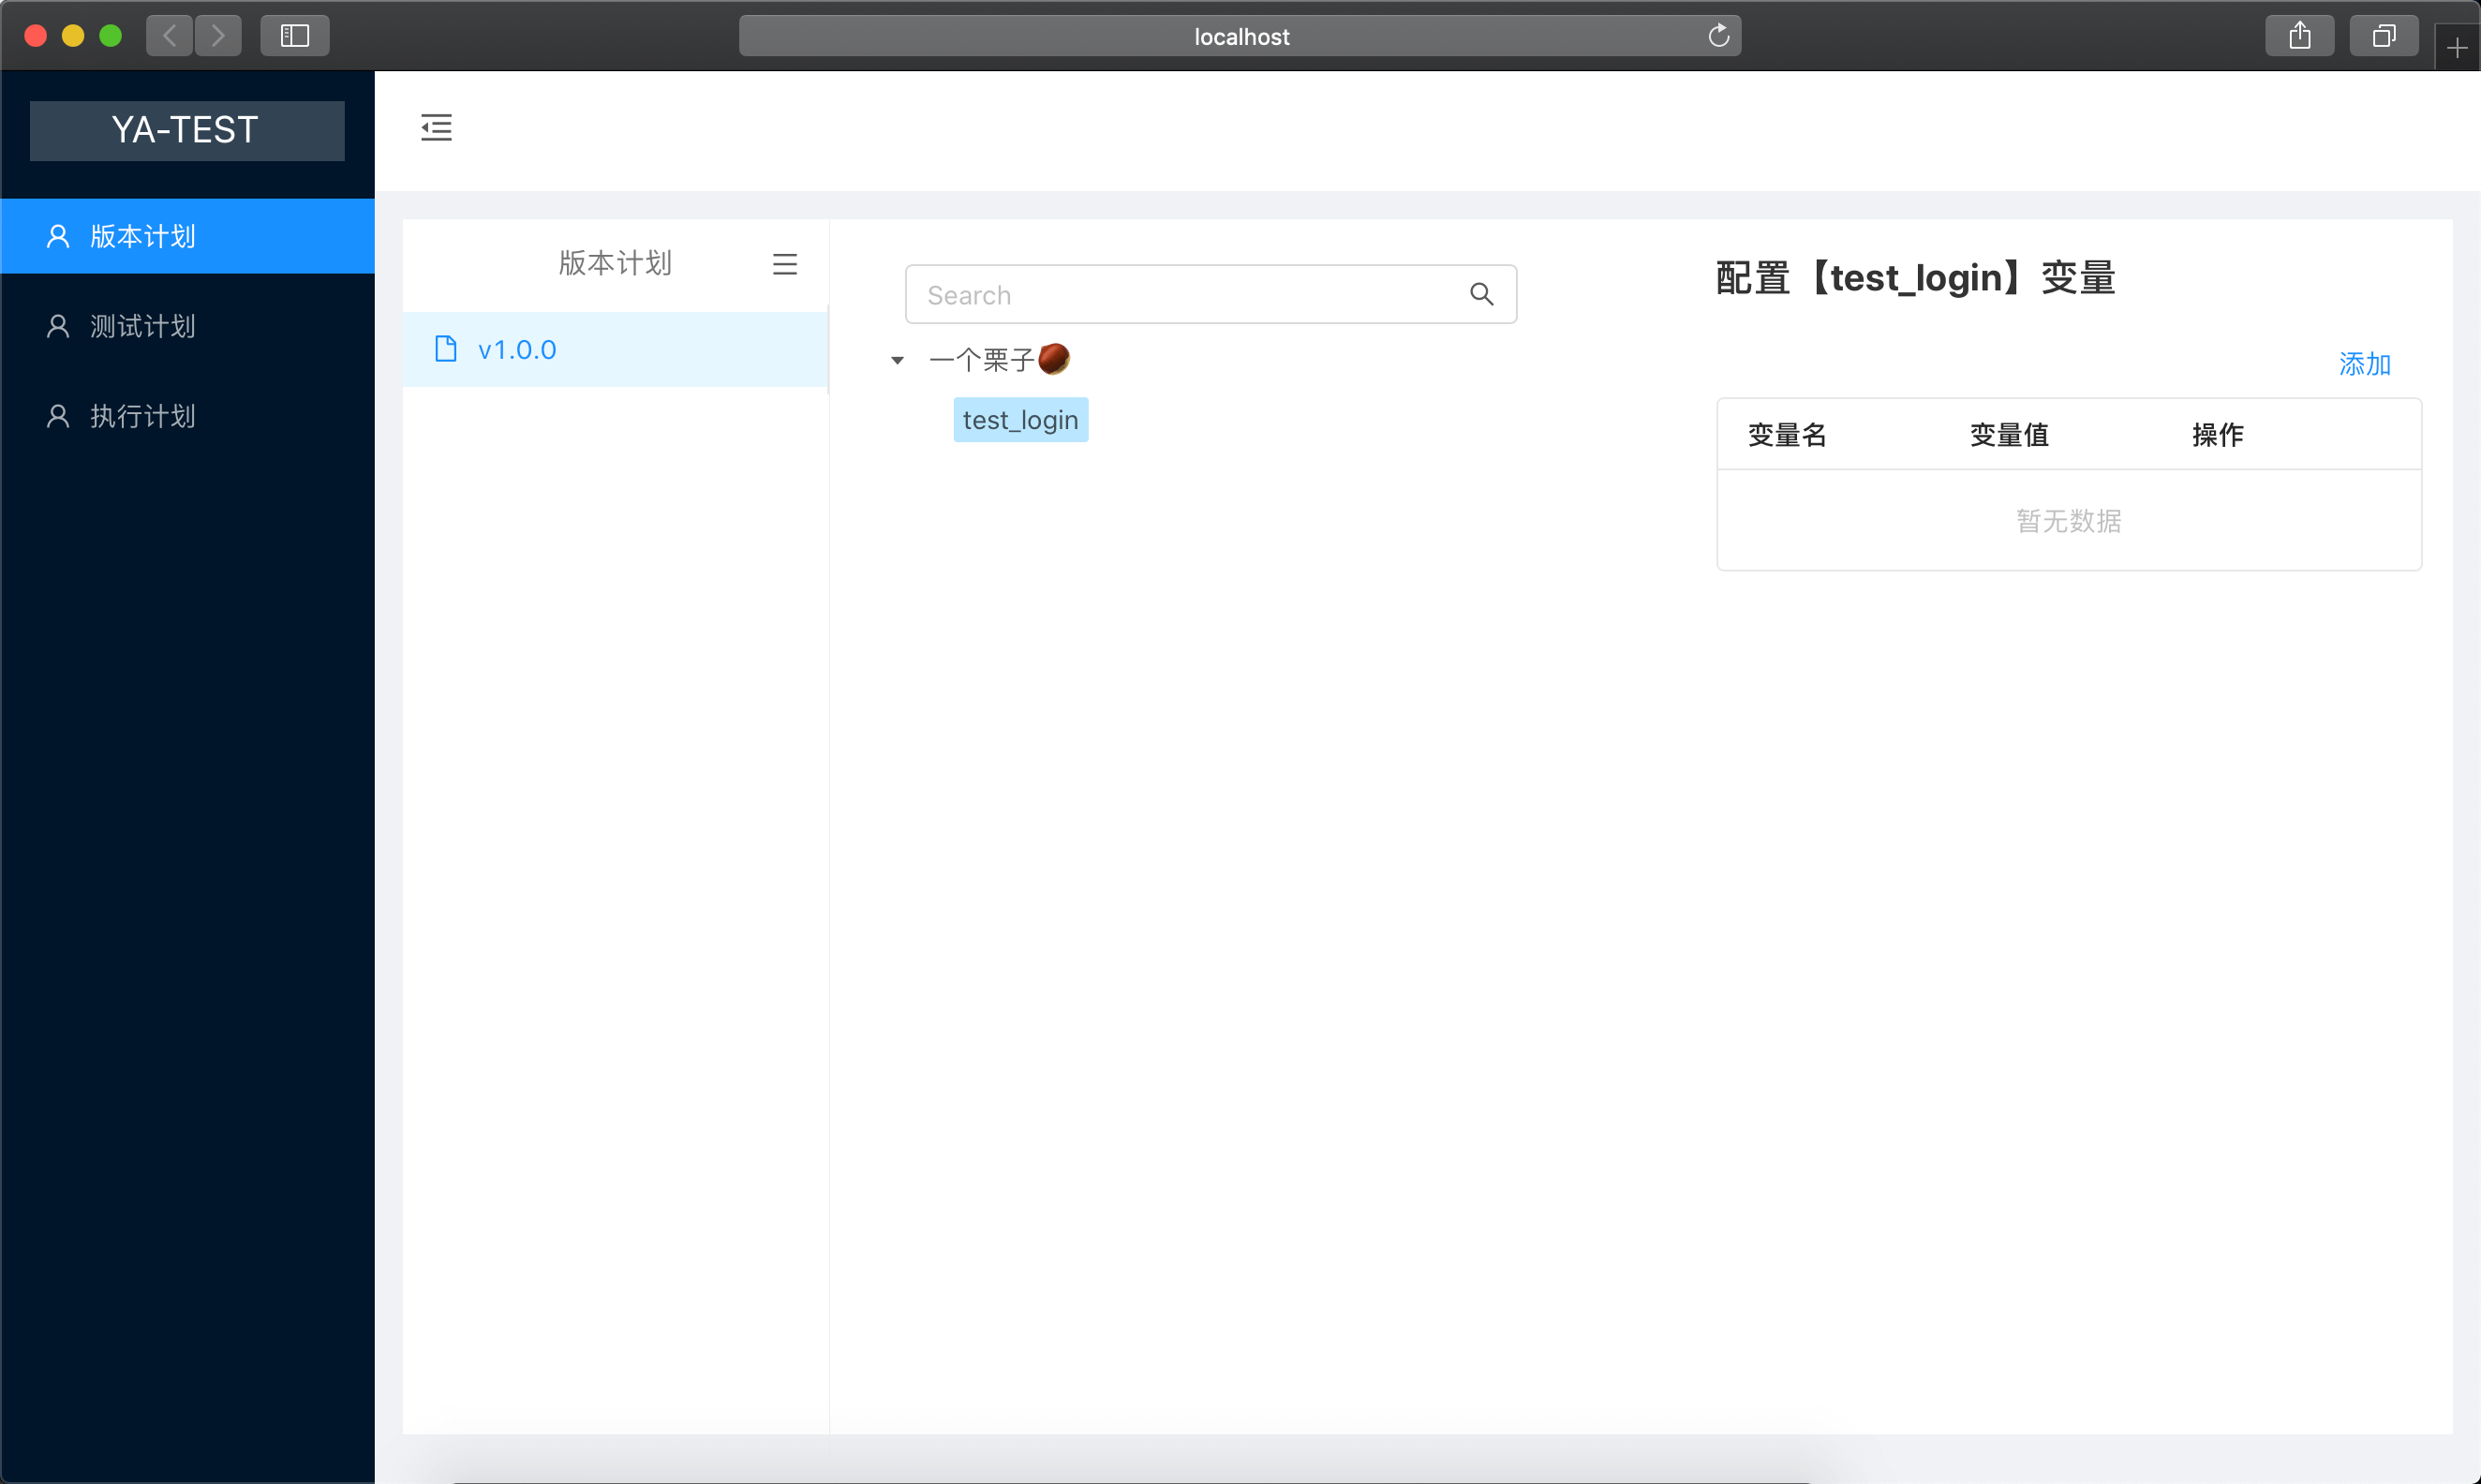 localhost
YA-TEST
版本计划
测试计划
执行计划
版本计划
v1.0.0
Search
一个栗子🌰
test_login
配置【test_login】变量
添加
变量名 变量值 操作
暂无数据